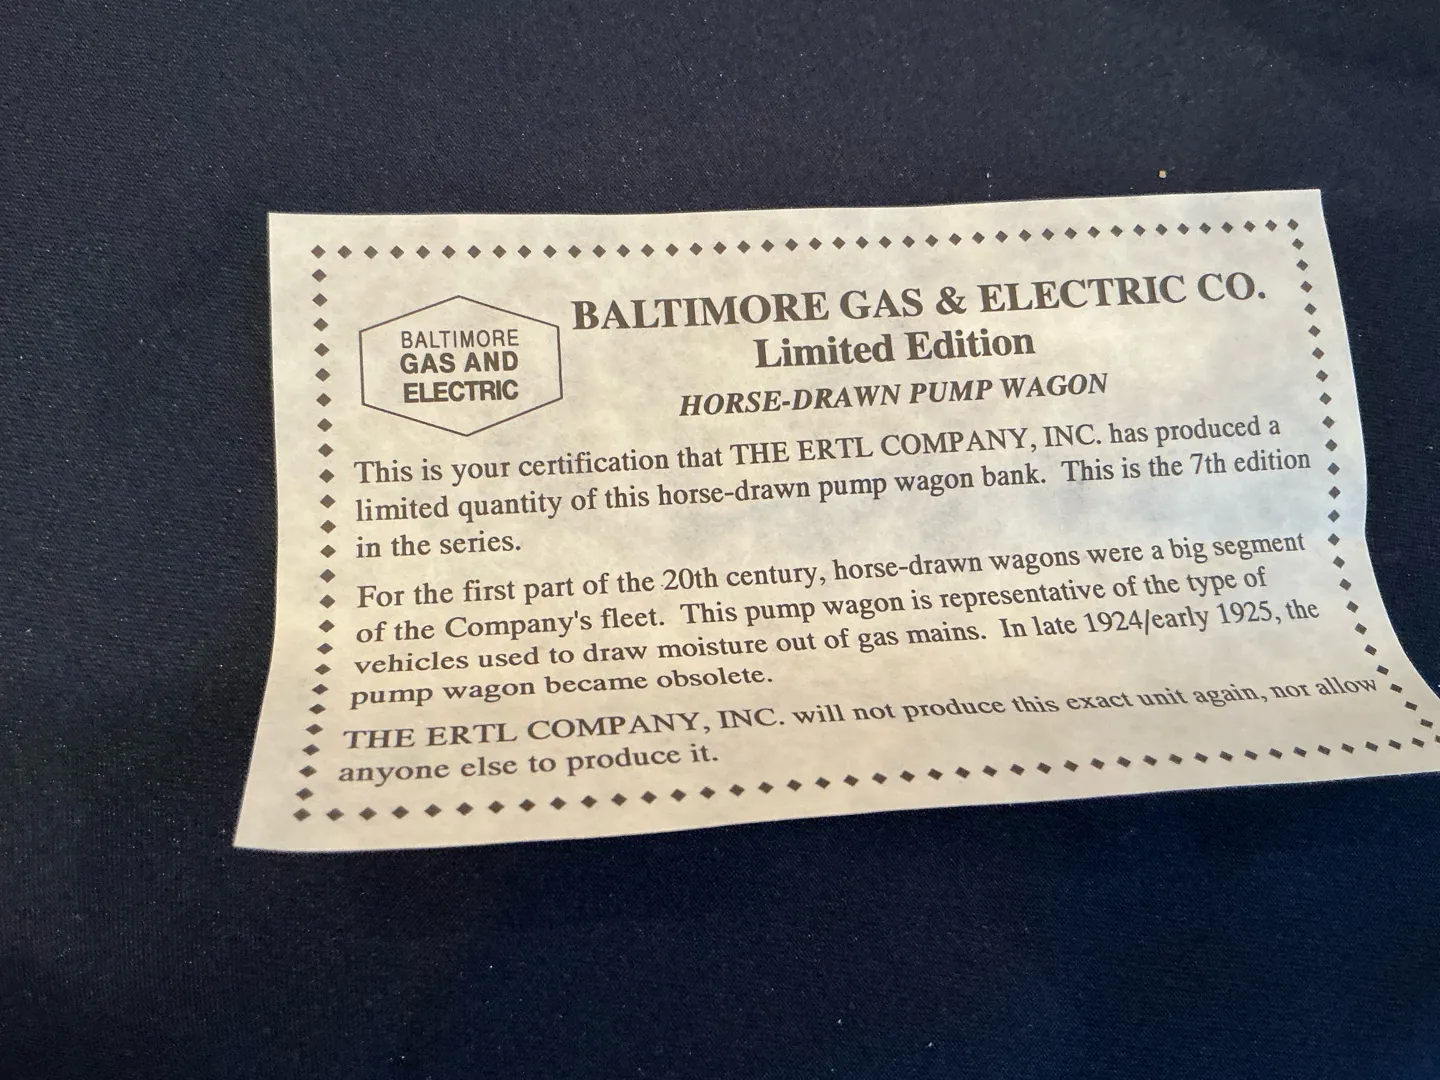 BALTIMORE
GAS AND
ELECTRIC
BALTIMORE GAS & ELECTRIC CO.
Limited Edition
HORSE-DRAWN PUMP WAGON
This is your certification that THE ERTL COMPANY, INC. has produced a
limited quantity of this horse-drawn pump wagon bank. This is the 7th edition
in the series.
For the first part of the 20th century, horse-drawn wagons were a big segment
of the Company's fleet. This pump wagon is representative of the type of
vehicles used to draw moisture out of gas mains. In late 1924/early 1925, the
pump wagon became obsolete.
THE ERTL COMPANY, INC. will not produce this exact unit again, nor allow
anyone else to produce it.